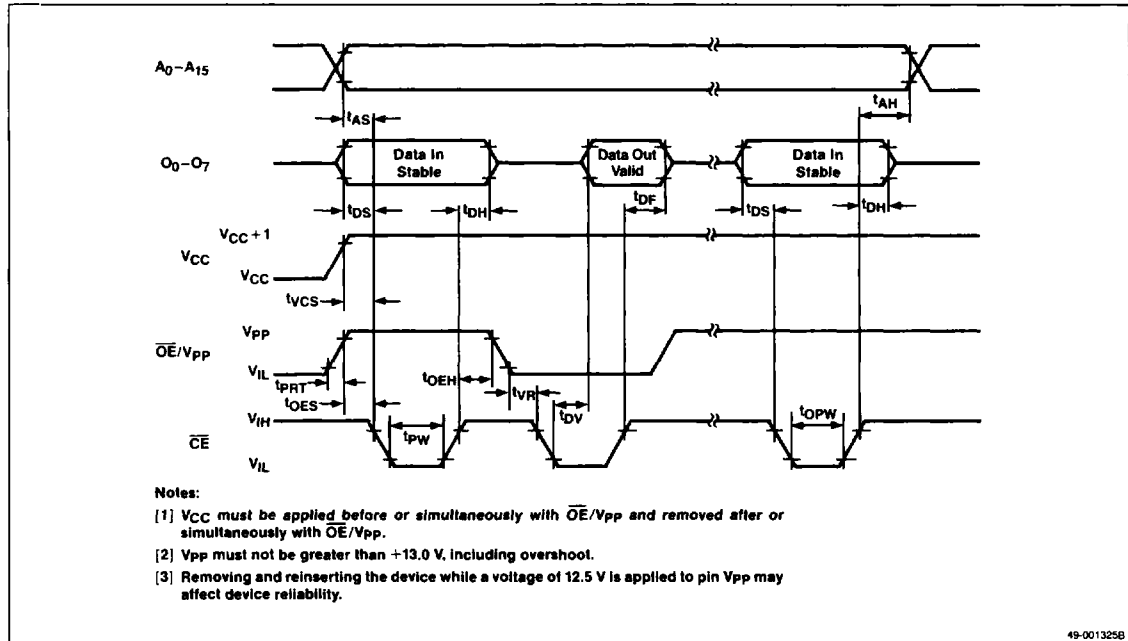 A0–A15
tAS
tAH
O0–O7
Data In
Stable
Data Out
Valid
Data In
Stable
tDS
tDH
tDF
tDS
tDH
VCC
VCC + 1
VCC
tVCS
OE/VPP
VPP
VIL
tPRT
tOES
tOEH
tVR
tDV
CE
VIH
VIL
tPW
tOPW
Notes:
[1] VCC must be applied before or simultaneously with OE/VPP and removed after or
simultaneously with OE/VPP.
[2] VPP must not be greater than +13.0 V, including overshoot.
[3] Removing and reinserting the device while a voltage of 12.5 V is applied to pin VPP may
affect device reliability.
49-001325B